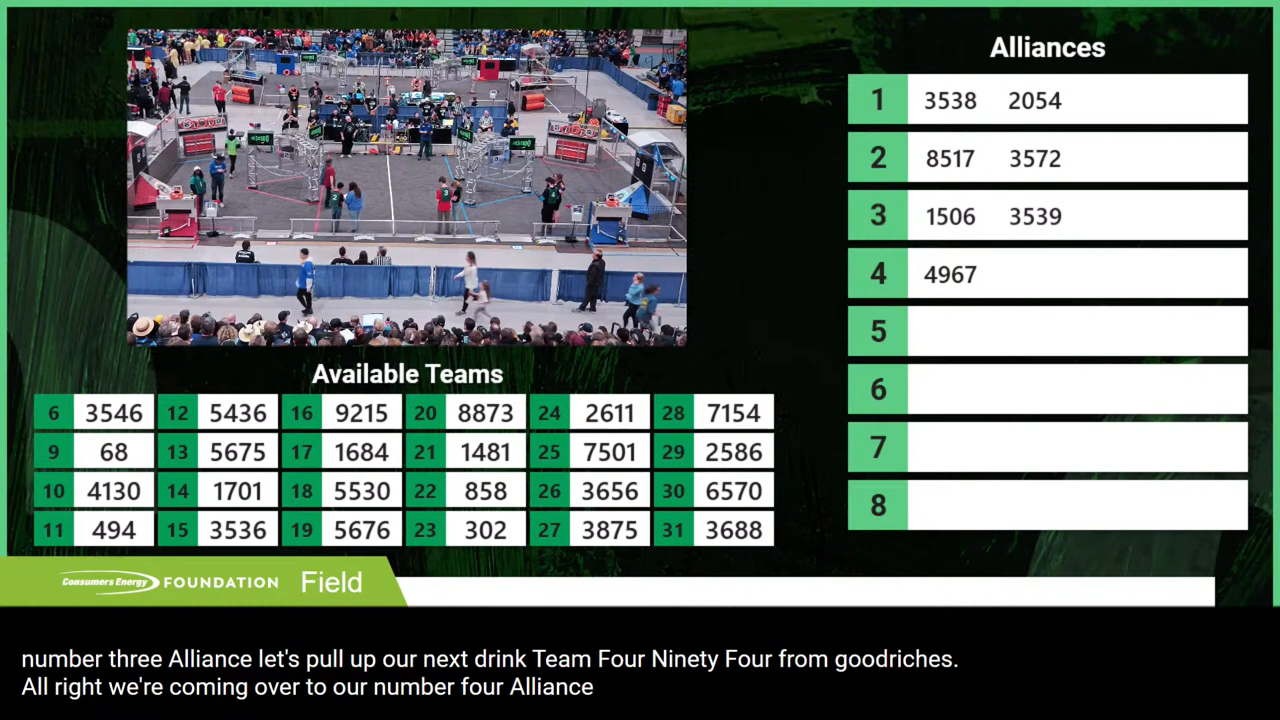 Alliances
1 3538 2054
2 8517 3572
3 1506 3539
4 4967
5
6
7
8
Available Teams
6 3546 12 5436 16 9215 20 8873 24 2611 28 7154
9 68 13 5675 17 1684 21 1481 25 7501 29 2586
10 4130 14 1701 18 5530 22 858 26 3656 30 6570
11 494 15 3536 19 5676 23 302 27 3875 31 3688
Consumers Energy FOUNDATION Field
number three Alliance let's pull up our next drink Team Four Ninety Four from goodriches.
All right we're coming over to our number four Alliance